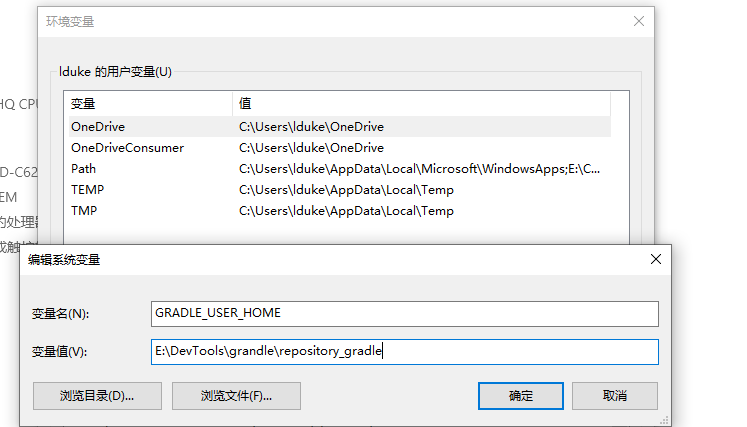 环境变量
lduke 的用户变量(U)
变量 值
OneDrive C:\Users\lduke\OneDrive
OneDriveConsumer C:\Users\lduke\OneDrive
Path C:\Users\lduke\AppData\Local\Microsoft\WindowsApps;E:\C...
TEMP C:\Users\lduke\AppData\Local\Temp
TMP C:\Users\lduke\AppData\Local\Temp
HQ CPU
D-C62
EM
的处理器
编辑系统变量
变量名(N): GRADLE_USER_HOME
变量值(V): E:\DevTools\grandle\repository_gradle
浏览目录(D)... 浏览文件(F)... 确定 取消